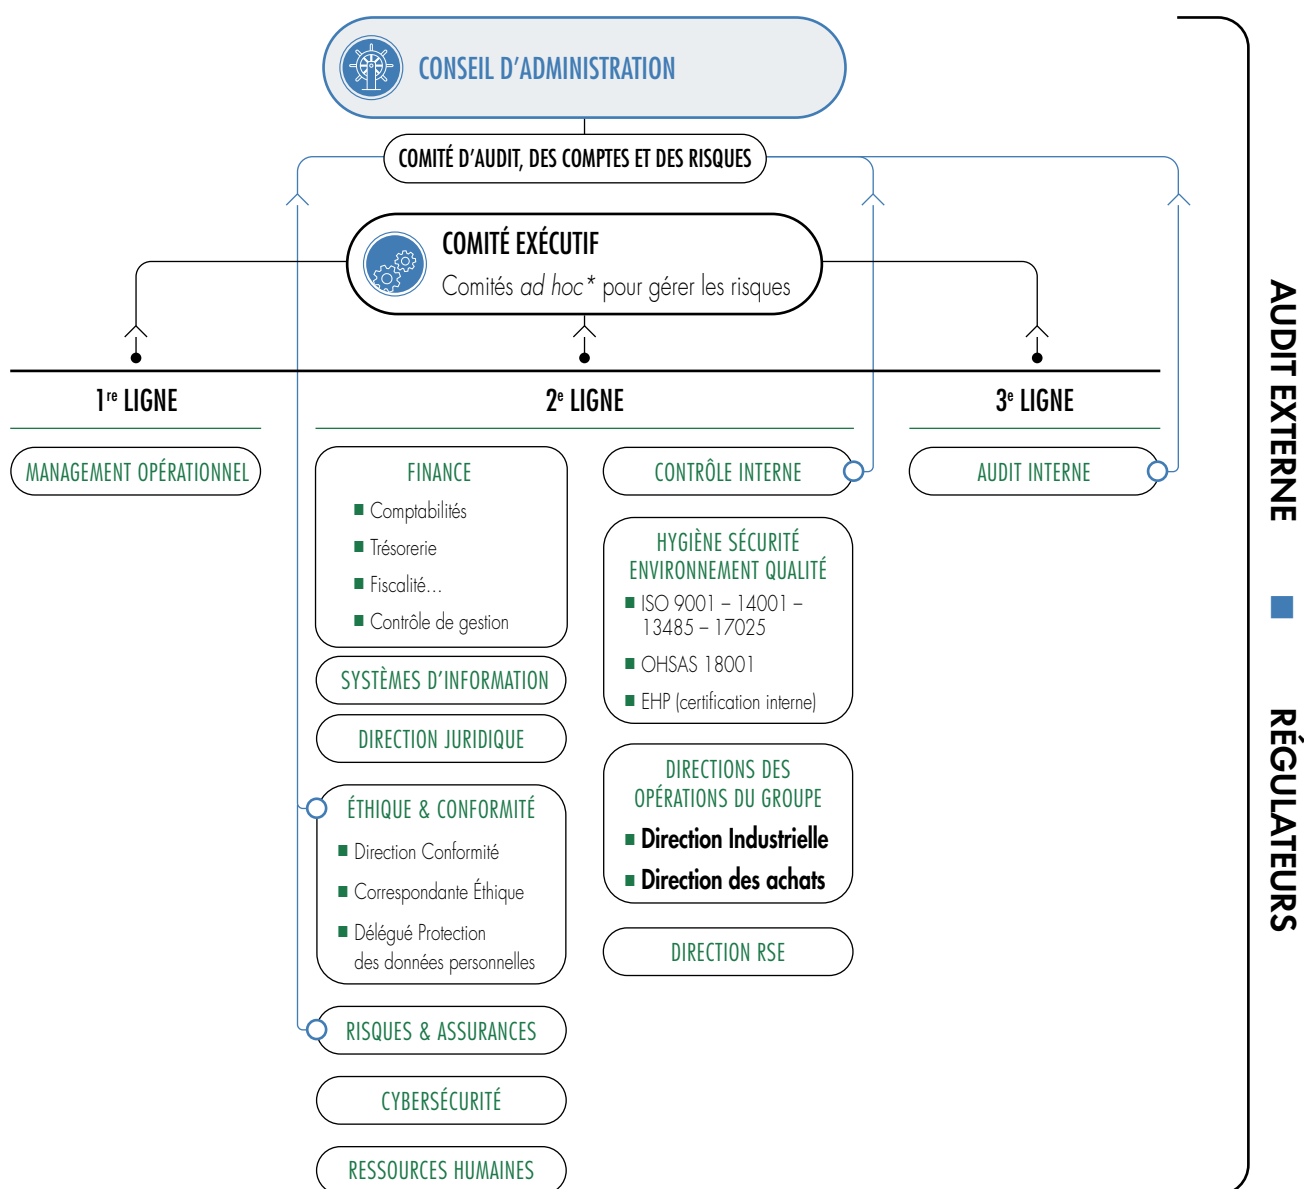 CONSEIL D'ADMINISTRATION
COMITÉ D'AUDIT, DES COMPTES ET DES RISQUES
COMITÉ EXÉCUTIF
Comités ad hoc* pour gérer les risques
1re LIGNE
MANAGEMENT OPÉRATIONNEL
2e LIGNE
FINANCE
Comptabilités
Trésorerie
Fiscalité…
Contrôle de gestion
SYSTÈMES D'INFORMATION
DIRECTION JURIDIQUE
ÉTHIQUE & CONFORMITÉ
Direction Conformité
Correspondante Éthique
Délégué Protection
des données personnelles
RISQUES & ASSURANCES
CYBERSÉCURITÉ
RESSOURCES HUMAINES
CONTRÔLE INTERNE
HYGIÈNE SÉCURITÉ
ENVIRONNEMENT QUALITÉ
ISO 9001 – 14001 –
13485 – 17025
OHSAS 18001
EHP (certification interne)
DIRECTIONS DES
OPÉRATIONS DU GROUPE
Direction Industrielle
Direction des achats
DIRECTION RSE
3e LIGNE
AUDIT INTERNE
AUDIT EXTERNE
RÉGULATEURS